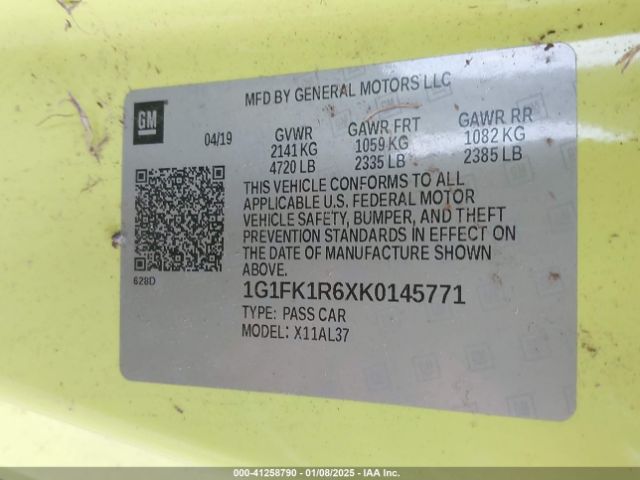 MFD BY GENERAL MOTORS LLC
GM
04/19
GVWR
2141 KG
4720 LB
GAWR FRT
1059 KG
2335 LB
GAWR RR
1082 KG
2385 LB
THIS VEHICLE CONFORMS TO ALL
APPLICABLE U.S. FEDERAL MOTOR
VEHICLE SAFETY, BUMPER, AND THEFT
PREVENTION STANDARDS IN EFFECT ON
THE DATE OF MANUFACTURE SHOWN
ABOVE.
628D
1G1FK1R6XK0145771
TYPE: PASS CAR
MODEL: X11AL37
000-41258790 - 01/08/2025 - IAA Inc.